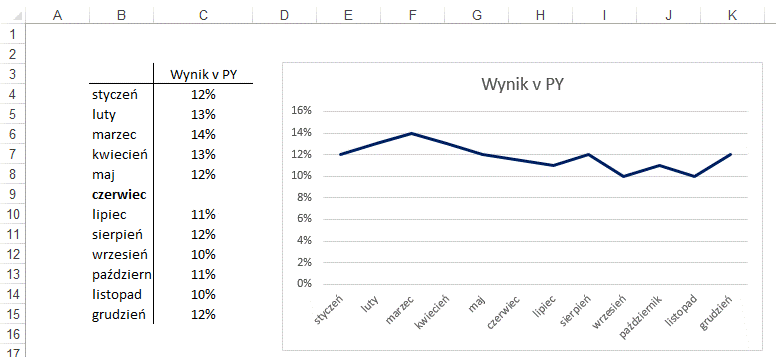 A B C D E F G H I J K
1
2
3 Wynik v PY
4 styczeń 12%
5 luty 13%
6 marzec 14%
7 kwiecień 13%
8 maj 12%
9 czerwiec
10 lipiec 11%
11 sierpień 12%
12 wrzesień 10%
13 październ 11%
14 listopad 10%
15 grudzień 12%
16
17
Wynik v PY
16%
14%
12%
10%
8%
6%
4%
2%
0%
styczeń luty marzec kwiecień maj czerwiec lipiec sierpień wrzesień październik listopad grudzień